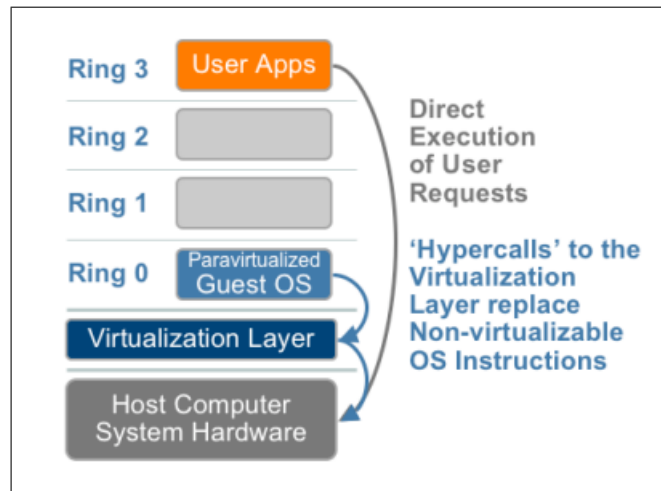 Ring 3
User Apps
Ring 2
Ring 1
Ring 0
Paravirtualized
Guest OS
Virtualization Layer
Host Computer
System Hardware
Direct
Execution
of User
Requests
‘Hypercalls’ to the
Virtualization
Layer replace
Non-virtualizable
OS Instructions